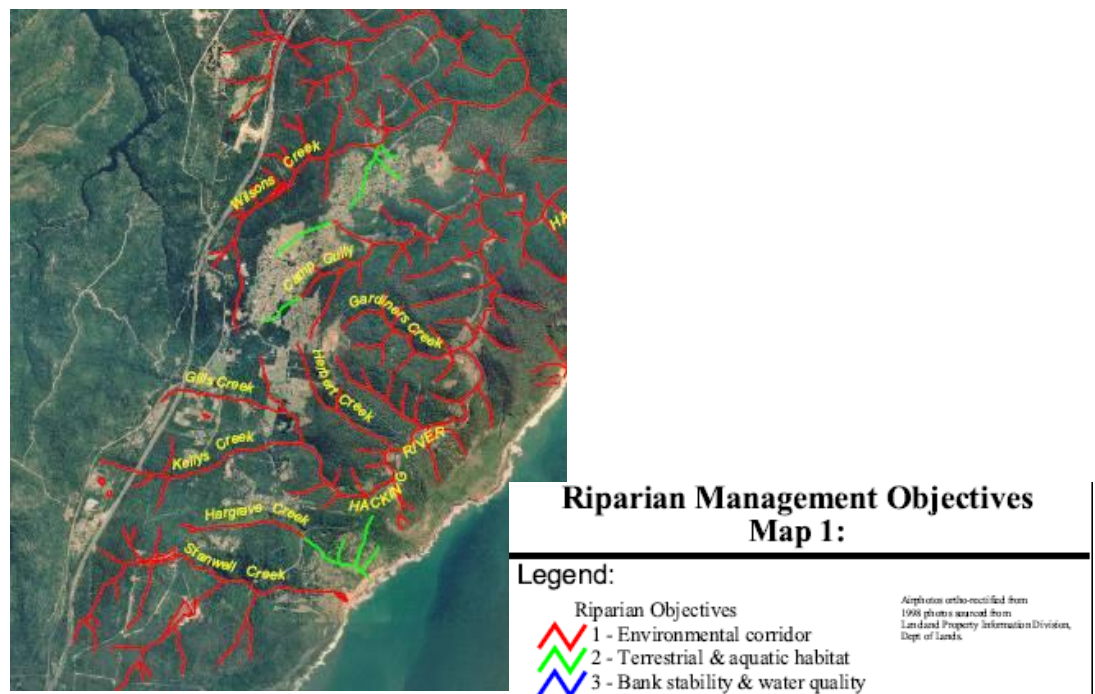 Wilsons Creek
HA
Camp Gully
Gardiners Creek
Herbert Creek
Gills Creek
Kellys Creek
HACKING RIVER
Hargrave Creek
Stanwell Creek
Riparian Management Objectives
Map 1:
Legend:
Riparian Objectives
1 - Environmental corridor
2 - Terrestrial & aquatic habitat
3 - Bank stability & water quality
Airphotos ortho-rectified from
1998 photos sourced from
Land and Property Information Division,
Dept of Lands.